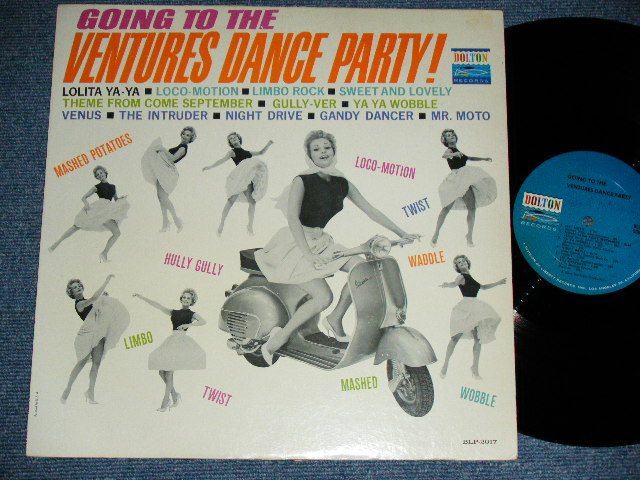 GOING TO THE
VENTURES DANCE PARTY!
DOLTON
RECORDS
LOLITA YA-YA ■ LOCO-MOTION ■ LIMBO ROCK ■ SWEET AND LOVELY
THEME FROM COME SEPTEMBER ■ GULLY-VER ■ YA YA WOBBLE
VENUS ■ THE INTRUDER ■ NIGHT DRIVE ■ GANDY DANCER ■ MR. MOTO
MASHED POTATOES
LOCO-MOTION
TWIST
HULLY GULLY
WADDLE
LIMBO
TWIST
MASHED
WOBBLE
BLP-2017
DOLTON
RECORDS
GOING TO THE
VENTURES DANCE PARTY